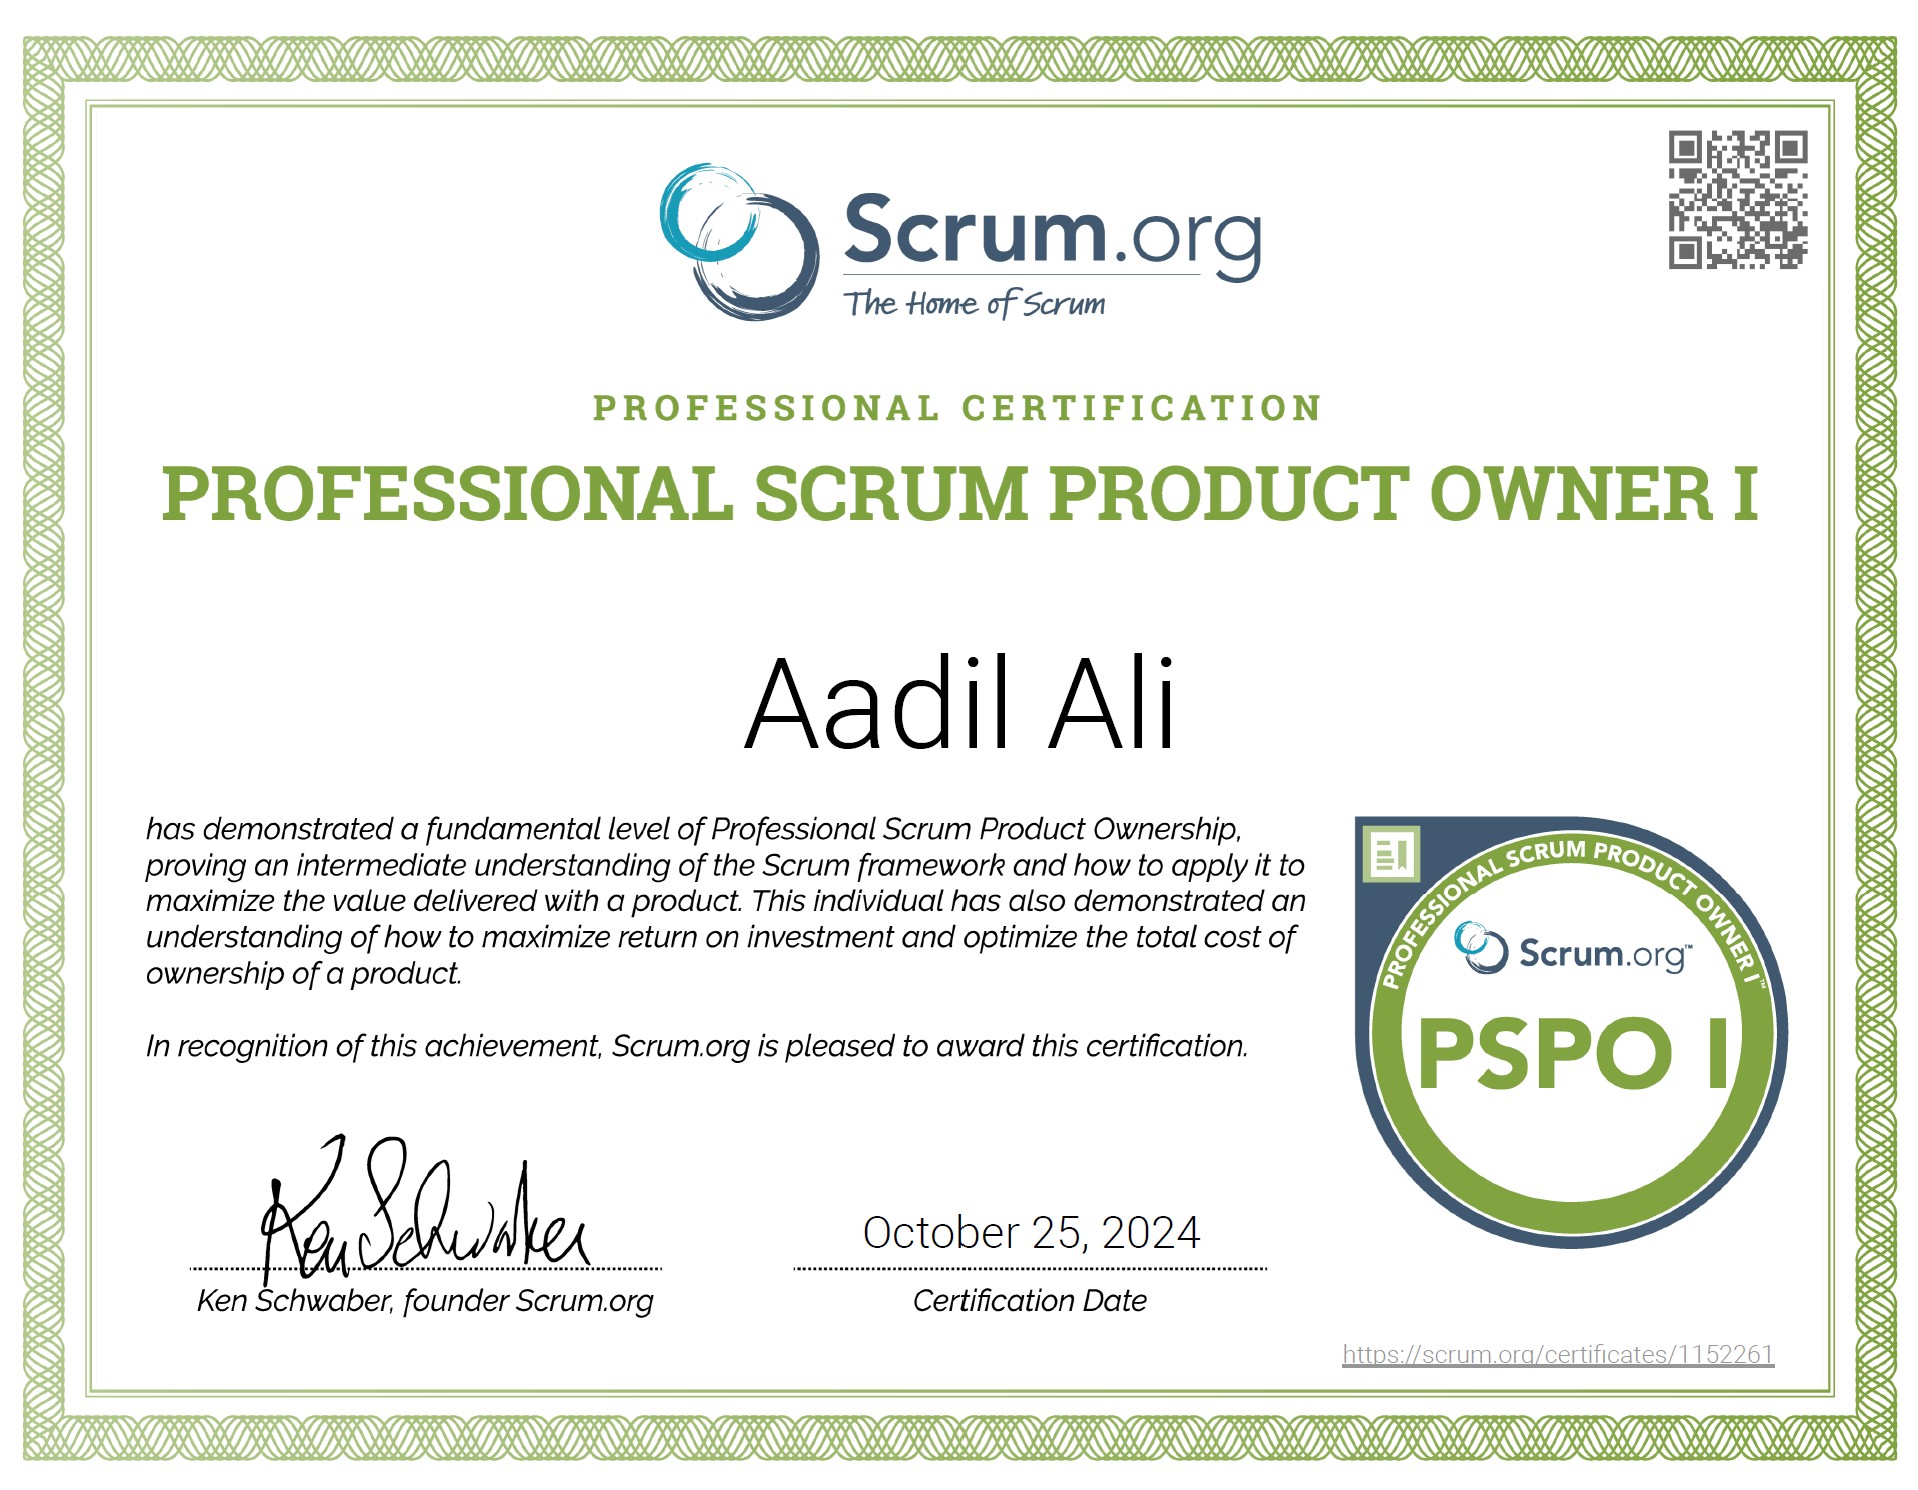 Scrum.org
The Home of Scrum
PROFESSIONAL CERTIFICATION
PROFESSIONAL SCRUM PRODUCT OWNER I
Aadil Ali
has demonstrated a fundamental level of Professional Scrum Product Ownership,
proving an intermediate understanding of the Scrum framework and how to apply it to
maximize the value delivered with a product. This individual has also demonstrated an
understanding of how to maximize return on investment and optimize the total cost of
ownership of a product.
In recognition of this achievement, Scrum.org is pleased to award this certification.
PROFESSIONAL SCRUM PRODUCT OWNER I™
Scrum.org™
PSPO I
Ken Schwaber
October 25, 2024
Ken Schwaber, founder Scrum.org
Certification Date
https://scrum.org/certificates/1152261